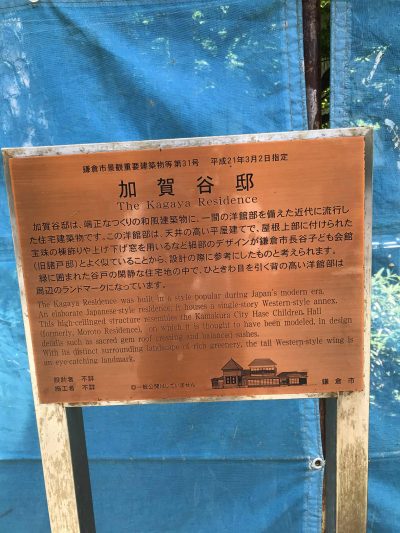 鎌倉市景観重要建築物等第31号　平成21年3月2日指定
加賀谷邸
The Kagaya Residence
加賀谷邸は、端正なつくりの和風建築物に、一間の洋館部を備えた近代に流行し
た住宅建築物です。この洋館部は、天井の高い平屋建てで、屋根上部に付けられた
宝珠の棟飾りや上げ下げ窓を用いるなど細部のデザインが鎌倉市長谷子ども会館
（旧諸戸邸）とよく似ていることから、設計の際に参考にしたものと考えられます。
緑に囲まれた谷戸の閑静な住宅地の中で、ひときわ目を引く背の高い洋館部は
周辺のランドマークになっています。
The Kagaya Residence was built in a style popular during Japan's modern era.
An elaborate Japanese-style residence, it houses a single-story Western-style annex.
This high-ceilinged structure resembles the Kamakura City Hase Children, Hall
(formerly, Moroto Residence), on which it is thought to have been modeled, in design
details such as sacred gem roof cresting and balanced sashes.
With its distinct surrounding landscape of rich greenery, the tall Western-style wing is
an eye-catching landmark.
設計者　不詳
施工者　不詳
一般公開はしていません
鎌倉市